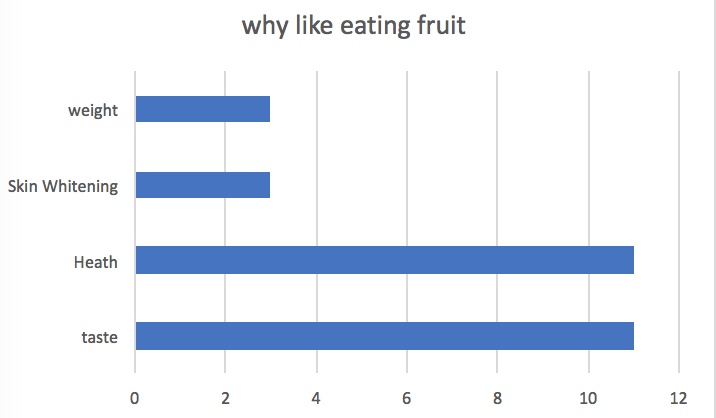 why like eating fruit
weight
Skin Whitening
Heath
taste
0 2 4 6 8 10 12